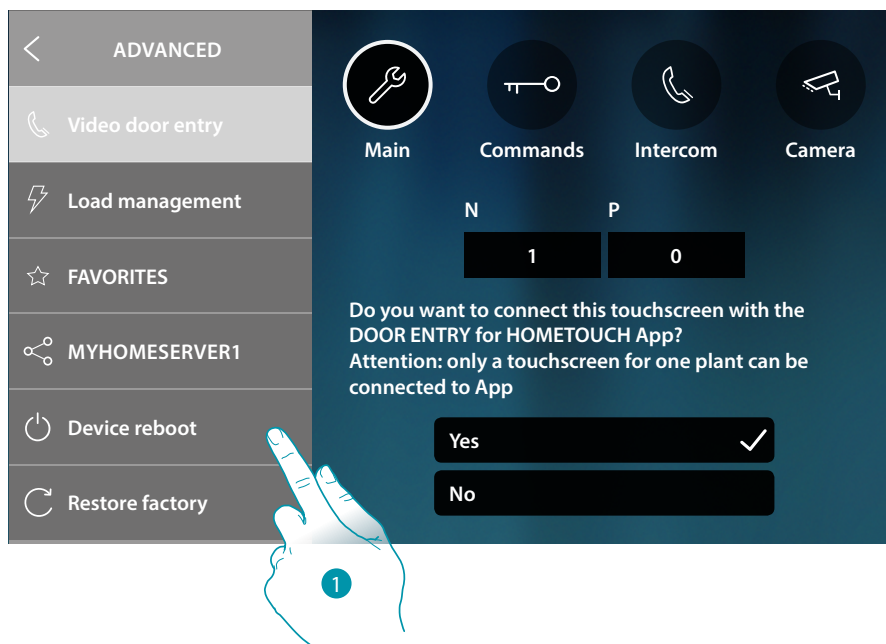 ADVANCED
Video door entry
Load management
FAVORITES
MYHOMESERVER1
Device reboot
Restore factory
Main
Commands
Intercom
Camera
N P
1 0
Do you want to connect this touchscreen with the
DOOR ENTRY for HOMETOUCH App?
Attention: only a touchscreen for one plant can be
connected to App
Yes
No
1